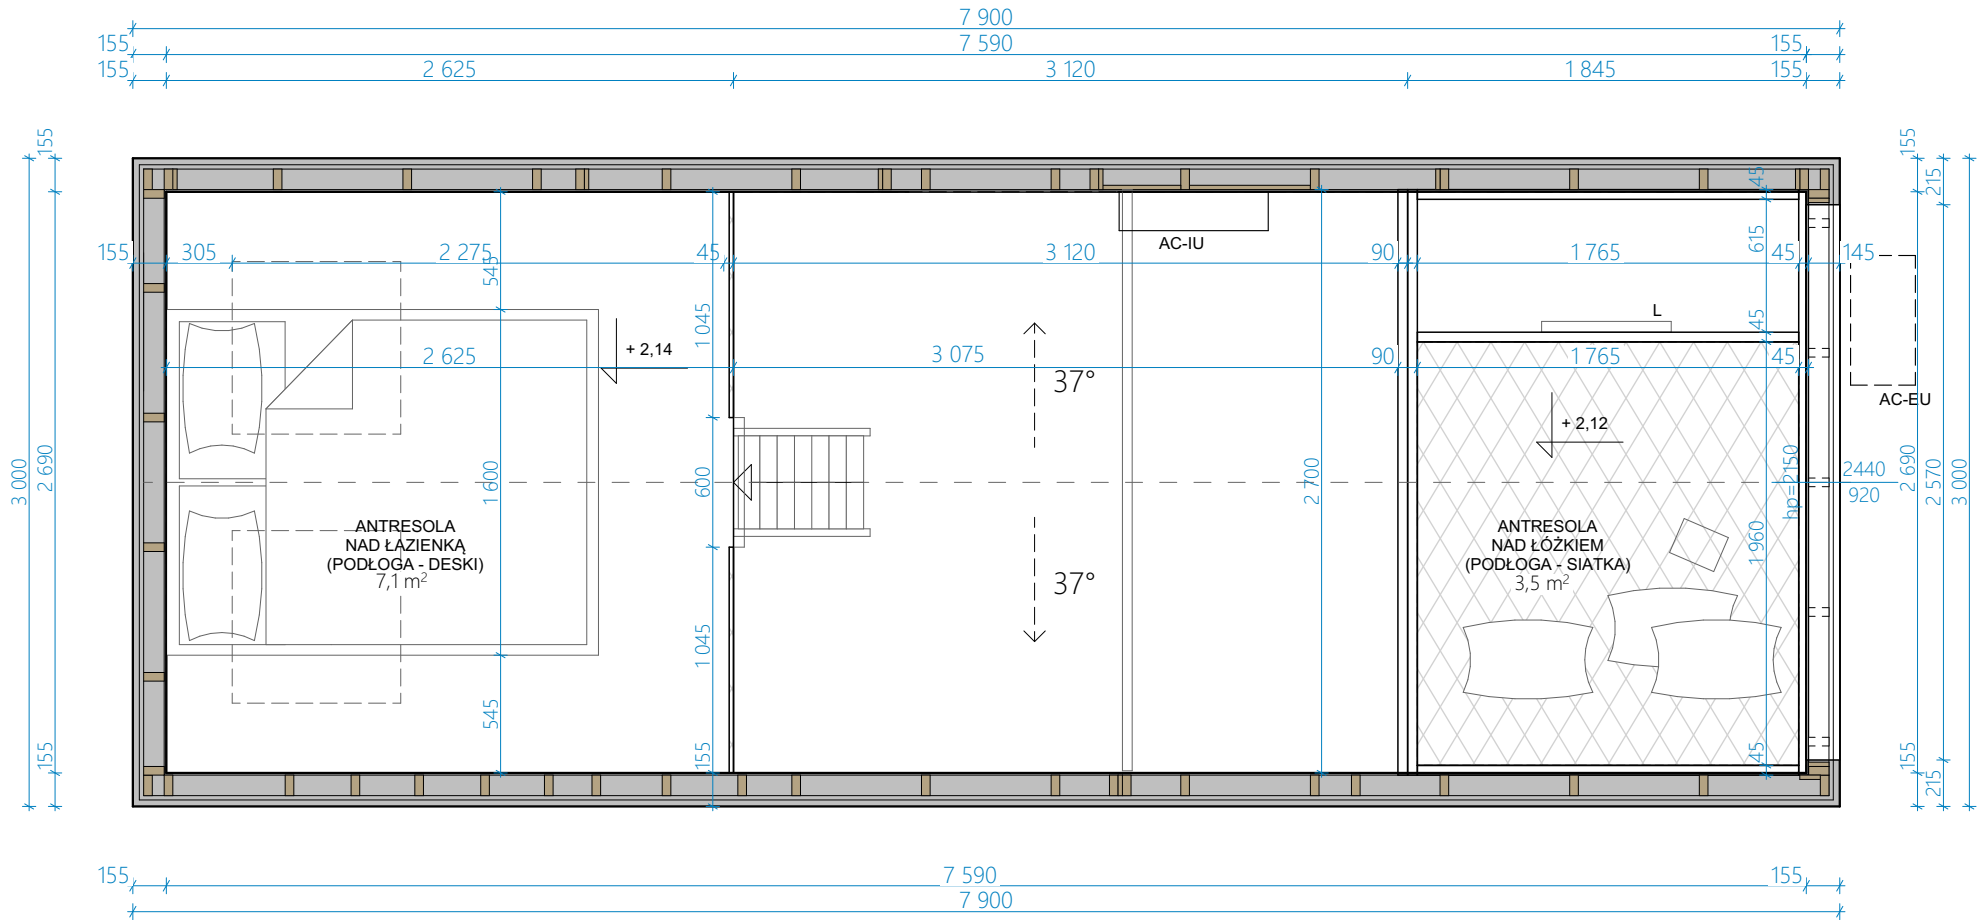 7 900
155 7 590 155
155 2 625 3 120 1 845 155
155 155
45 215
AC-IU
155 305 2 275 45 3 120 90 1 765 45 145
545 615
L
1 045 45
+ 2,14
2 625 3 075 90 1 765 45
37°
AC-EU
+ 2,12
3 000 2 690 1 600 600 2 700 hp=2150 2440 2 690 2 570 3 000
920
ANTRESOLA
NAD ŁAZIENKĄ
(PODŁOGA - DESKI)
7,1 m²
ANTRESOLA
NAD ŁÓŻKIEM
(PODŁOGA - SIATKA)
3,5 m²
1 960
37°
1 045
545
155 155 45 155
215
155 7 590 155
7 900